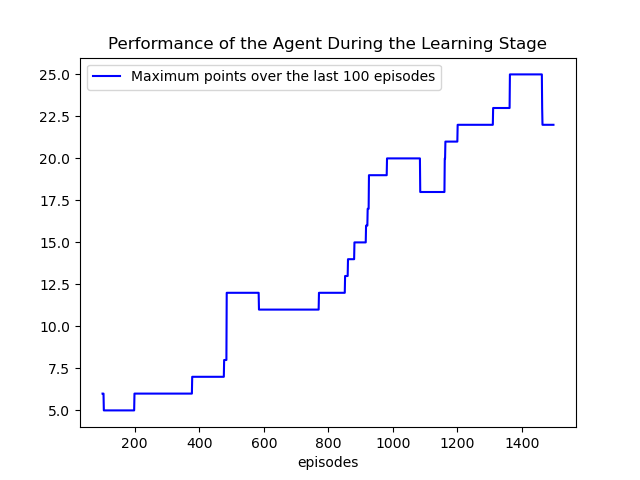 Performance of the Agent During the Learning Stage
Maximum points over the last 100 episodes
25.0
22.5
20.0
17.5
15.0
12.5
10.0
7.5
5.0
200 400 600 800 1000 1200 1400
episodes